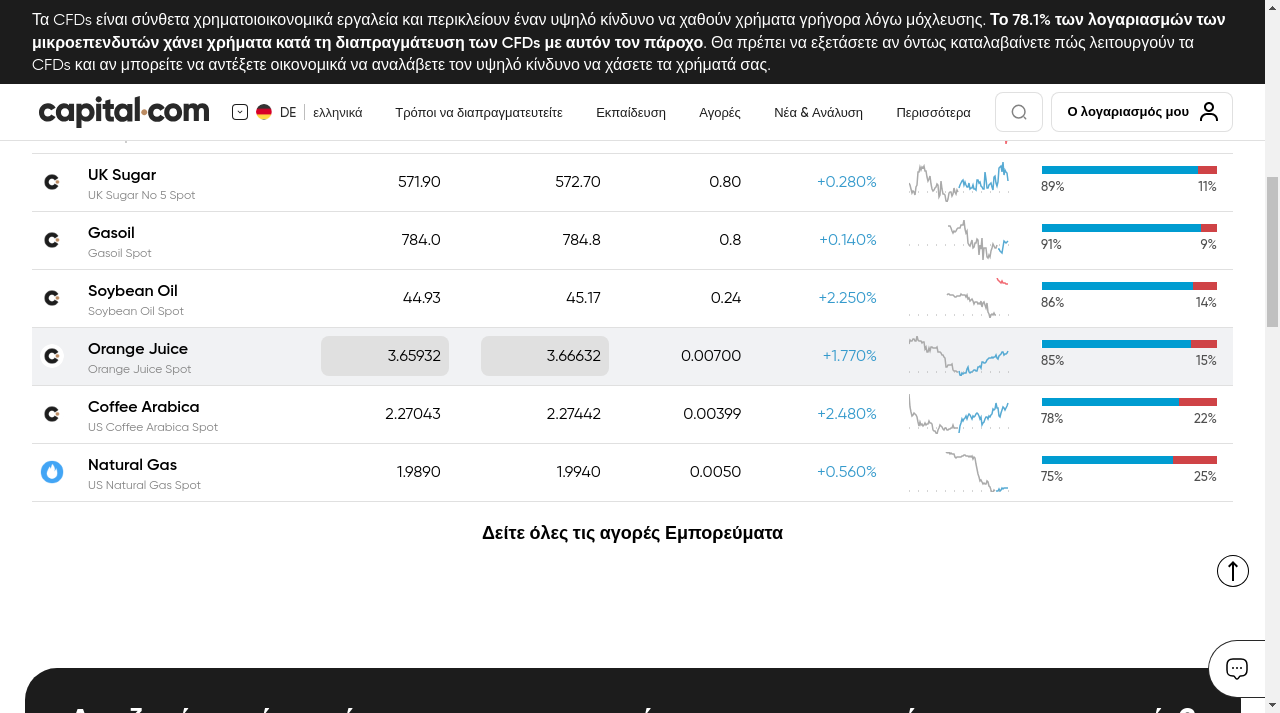 Τα CFDs είναι σύνθετα χρηματοιοικονομικά εργαλεία και περικλείουν έναν υψηλό κίνδυνο να χαθούν χρήματα γρήγορα λόγω μόχλευσης. Το 78.1% των λογαριασμών των
μικροεπενδυτών χάνει χρήματα κατά τη διαπραγμάτευση των CFDs με αυτόν τον πάροχο. Θα πρέπει να εξετάσετε αν όντως καταλαβαίνετε πώς λειτουργούν τα
CFDs και αν μπορείτε να αντέξετε οικονομικά να αναλάβετε τον υψηλό κίνδυνο να χάσετε τα χρήματά σας.
capital.com DE ελληνικά Τρόποι να διαπραγματευτείτε Εκπαίδευση Αγορές Νέα & Ανάλυση Περισσότερα Ο λογαριασμός μου
UK Sugar 571.90 572.70 0.80 +0.280%
UK Sugar No 5 Spot 89% 11%
Gasoil 784.0 784.8 0.8 +0.140%
Gasoil Spot 91% 9%
Soybean Oil 44.93 45.17 0.24 +2.250%
Soybean Oil Spot 86% 14%
Orange Juice 3.65932 3.66632 0.00700 +1.770%
Orange Juice Spot 85% 15%
Coffee Arabica 2.27043 2.27442 0.00399 +2.480%
US Coffee Arabica Spot 78% 22%
Natural Gas 1.9890 1.9940 0.0050 +0.560%
US Natural Gas Spot 75% 25%
Δείτε όλες τις αγορές Εμπορεύματα